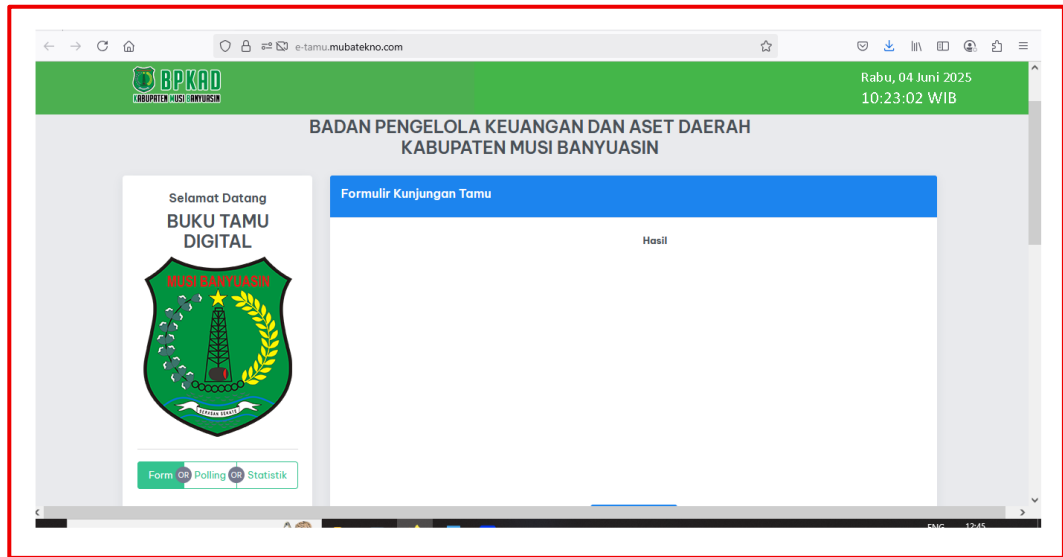 e-tamu.mubatekno.com
BPKAD
KABUPATEN MUSI BANYUASIN
Rabu, 04 Juni 2025
10:23:02 WIB
BADAN PENGELOLA KEUANGAN DAN ASET DAERAH
KABUPATEN MUSI BANYUASIN
Selamat Datang
BUKU TAMU
DIGITAL
MUSI BANYUASIN
SERASAN SEKATE
Form OR Polling OR Statistik
Formulir Kunjungan Tamu
Hasil
ENG 12:45